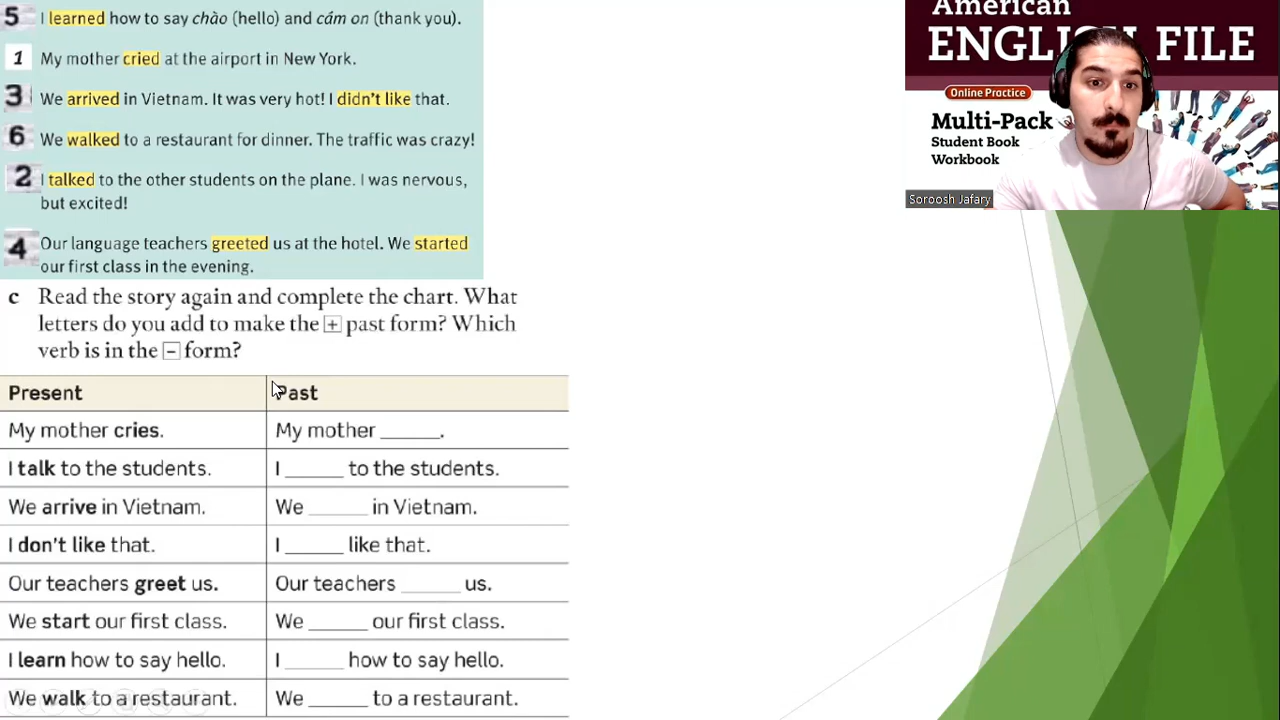 5 I learned how to say chào (hello) and cám on (thank you).
1 My mother cried at the airport in New York.
3 We arrived in Vietnam. It was very hot! I didn't like that.
6 We walked to a restaurant for dinner. The traffic was crazy!
2 I talked to the other students on the plane. I was nervous,
but excited!
4 Our language teachers greeted us at the hotel. We started
our first class in the evening.
c Read the story again and complete the chart. What
letters do you add to make the + past form? Which
verb is in the – form?
Present Past
My mother cries. My mother ______.
I talk to the students. I ______ to the students.
We arrive in Vietnam. We ______ in Vietnam.
I don't like that. I ______ like that.
Our teachers greet us. Our teachers ______ us.
We start our first class. We ______ our first class.
I learn how to say hello. I ______ how to say hello.
We walk to a restaurant. We ______ to a restaurant.
American
ENGLISH FILE
Online Practice
Multi-Pack
Student Book
Workbook
Soroosh Jafary